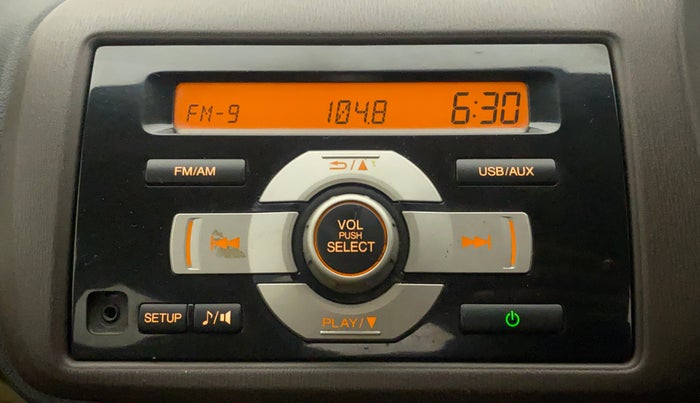 FM-9 104.8 6:30
FM/AM
USB/AUX
VOL
PUSH
SELECT
SETUP
PLAY/▼